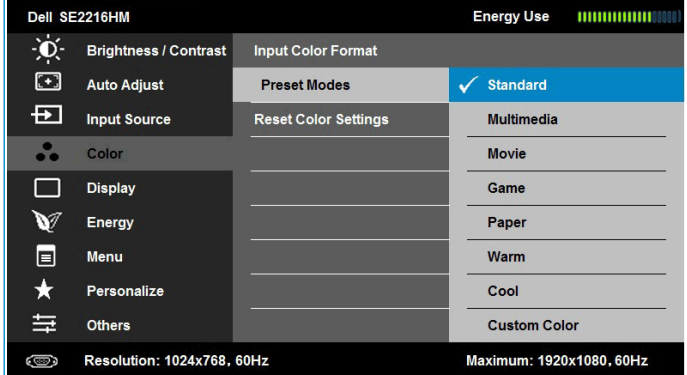 Dell SE2216HM Energy Use
Brightness / Contrast Input Color Format
Auto Adjust Preset Modes Standard
Input Source Reset Color Settings Multimedia
Color Movie
Display Game
Energy Paper
Menu Warm
Personalize Cool
Others Custom Color
Resolution: 1024x768, 60Hz Maximum: 1920x1080, 60Hz